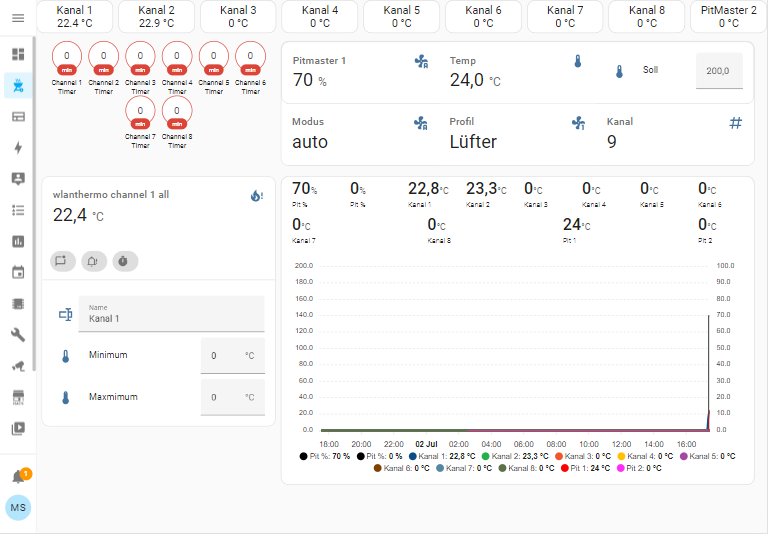 Kanal 1 Kanal 2 Kanal 3 Kanal 4 Kanal 5 Kanal 6 Kanal 7 Kanal 8 PitMaster 2
22.4 °C 22.9 °C 0 °C 0 °C 0 °C 0 °C 0 °C 0 °C 0 °C
0 0 0 0 0 0
min min min min min min
Channel 1 Channel 2 Channel 3 Channel 4 Channel 5 Channel 6
Timer Timer Timer Timer Timer Timer
0 0
min min
Channel 7 Channel 8
Timer Timer
Pitmaster 1 Temp
70 % 24,0 °C Soll 200,0
Modus Profil Kanal
auto Lüfter 9
wlanthermo channel 1 all
22,4 °C
Name
Kanal 1
Minimum 0 °C
Maxmimum 0 °C
70% 0% 22,8°C 23,3°C 0°C 0°C 0°C 0°C
Pit % Pit % Kanal 1 Kanal 2 Kanal 3 Kanal 4 Kanal 5 Kanal 6
0°C 0°C 24°C 0°C
Kanal 7 Kanal 8 Pit 1 Pit 2
200.0 100.0
180.0 90.0
160.0 80.0
140.0 70.0
120.0 60.0
100.0 50.0
80.0 40.0
60.0 30.0
40.0 20.0
20.0 10.0
0.0 0.0
18:00 20:00 22:00 02 Jul 02:00 04:00 06:00 08:00 10:00 12:00 14:00 16:00
Pit %: 70 % Pit %: 0 % Kanal 1: 22,8 °C Kanal 2: 23,3 °C Kanal 3: 0 °C Kanal 4: 0 °C Kanal 5: 0 °C
Kanal 6: 0 °C Kanal 7: 0 °C Kanal 8: 0 °C Pit 1: 24 °C Pit 2: 0 °C
1
MS